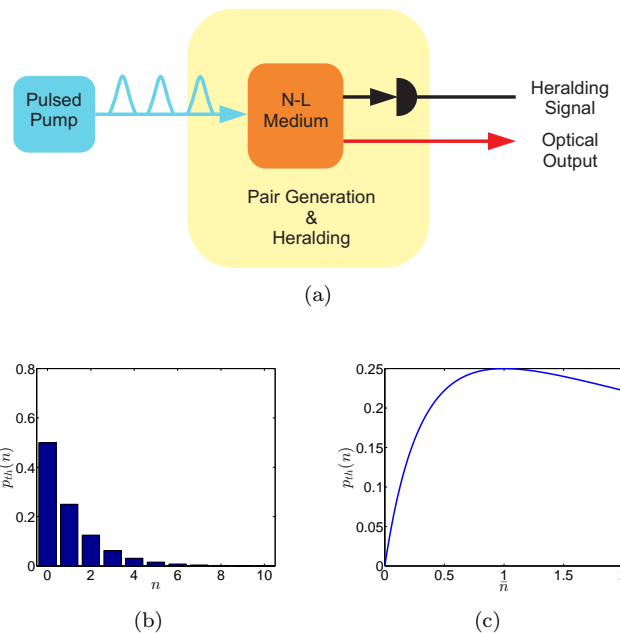 Pulsed
Pump
N-L
Medium
Heralding
Signal
Optical
Output
Pair Generation
&
Heralding
(a)
0.8
0.6
0.4
0.2
0
p_th(n)
0 2 4 6 8 10
n
(b)
0.25
0.2
0.15
0.1
0.05
0
p_th(n)
0 0.5 1 1.5 2
n̄
(c)